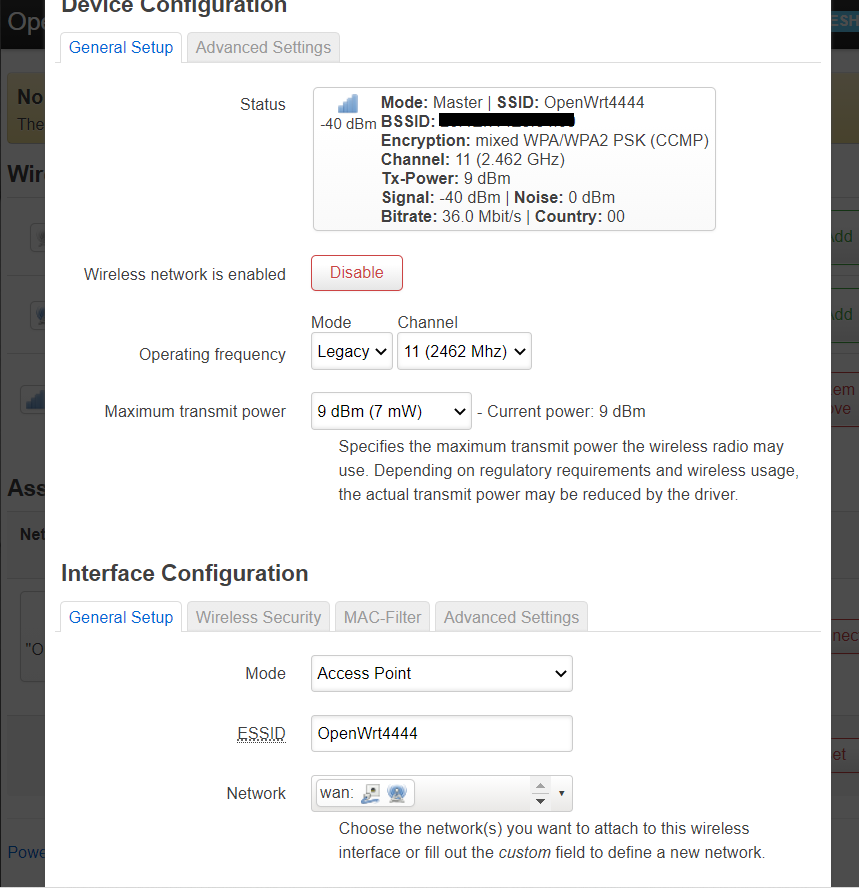 Device Configuration
Ope
ESH
General Setup
Advanced Settings
No
The
Status
-40 dBm
Mode: Master | SSID: OpenWrt4444
BSSID:
Encryption: mixed WPA/WPA2 PSK (CCMP)
Channel: 11 (2.462 GHz)
Tx-Power: 9 dBm
Signal: -40 dBm | Noise: 0 dBm
Bitrate: 36.0 Mbit/s | Country: 00
Wir
dd
Wireless network is enabled
Disable
Mode
Channel
dd
Operating frequency
Legacy
11 (2462 Mhz)
em
ove
Maximum transmit power
9 dBm (7 mW)
- Current power: 9 dBm
Specifies the maximum transmit power the wireless radio may
use. Depending on regulatory requirements and wireless usage,
the actual transmit power may be reduced by the driver.
Ass
Net
Interface Configuration
General Setup
Wireless Security
MAC-Filter
Advanced Settings
"O
nec
Mode
Access Point
ESSID
OpenWrt4444
et
Network
wan:
Choose the network(s) you want to attach to this wireless
interface or fill out the custom field to define a new network.
Powe